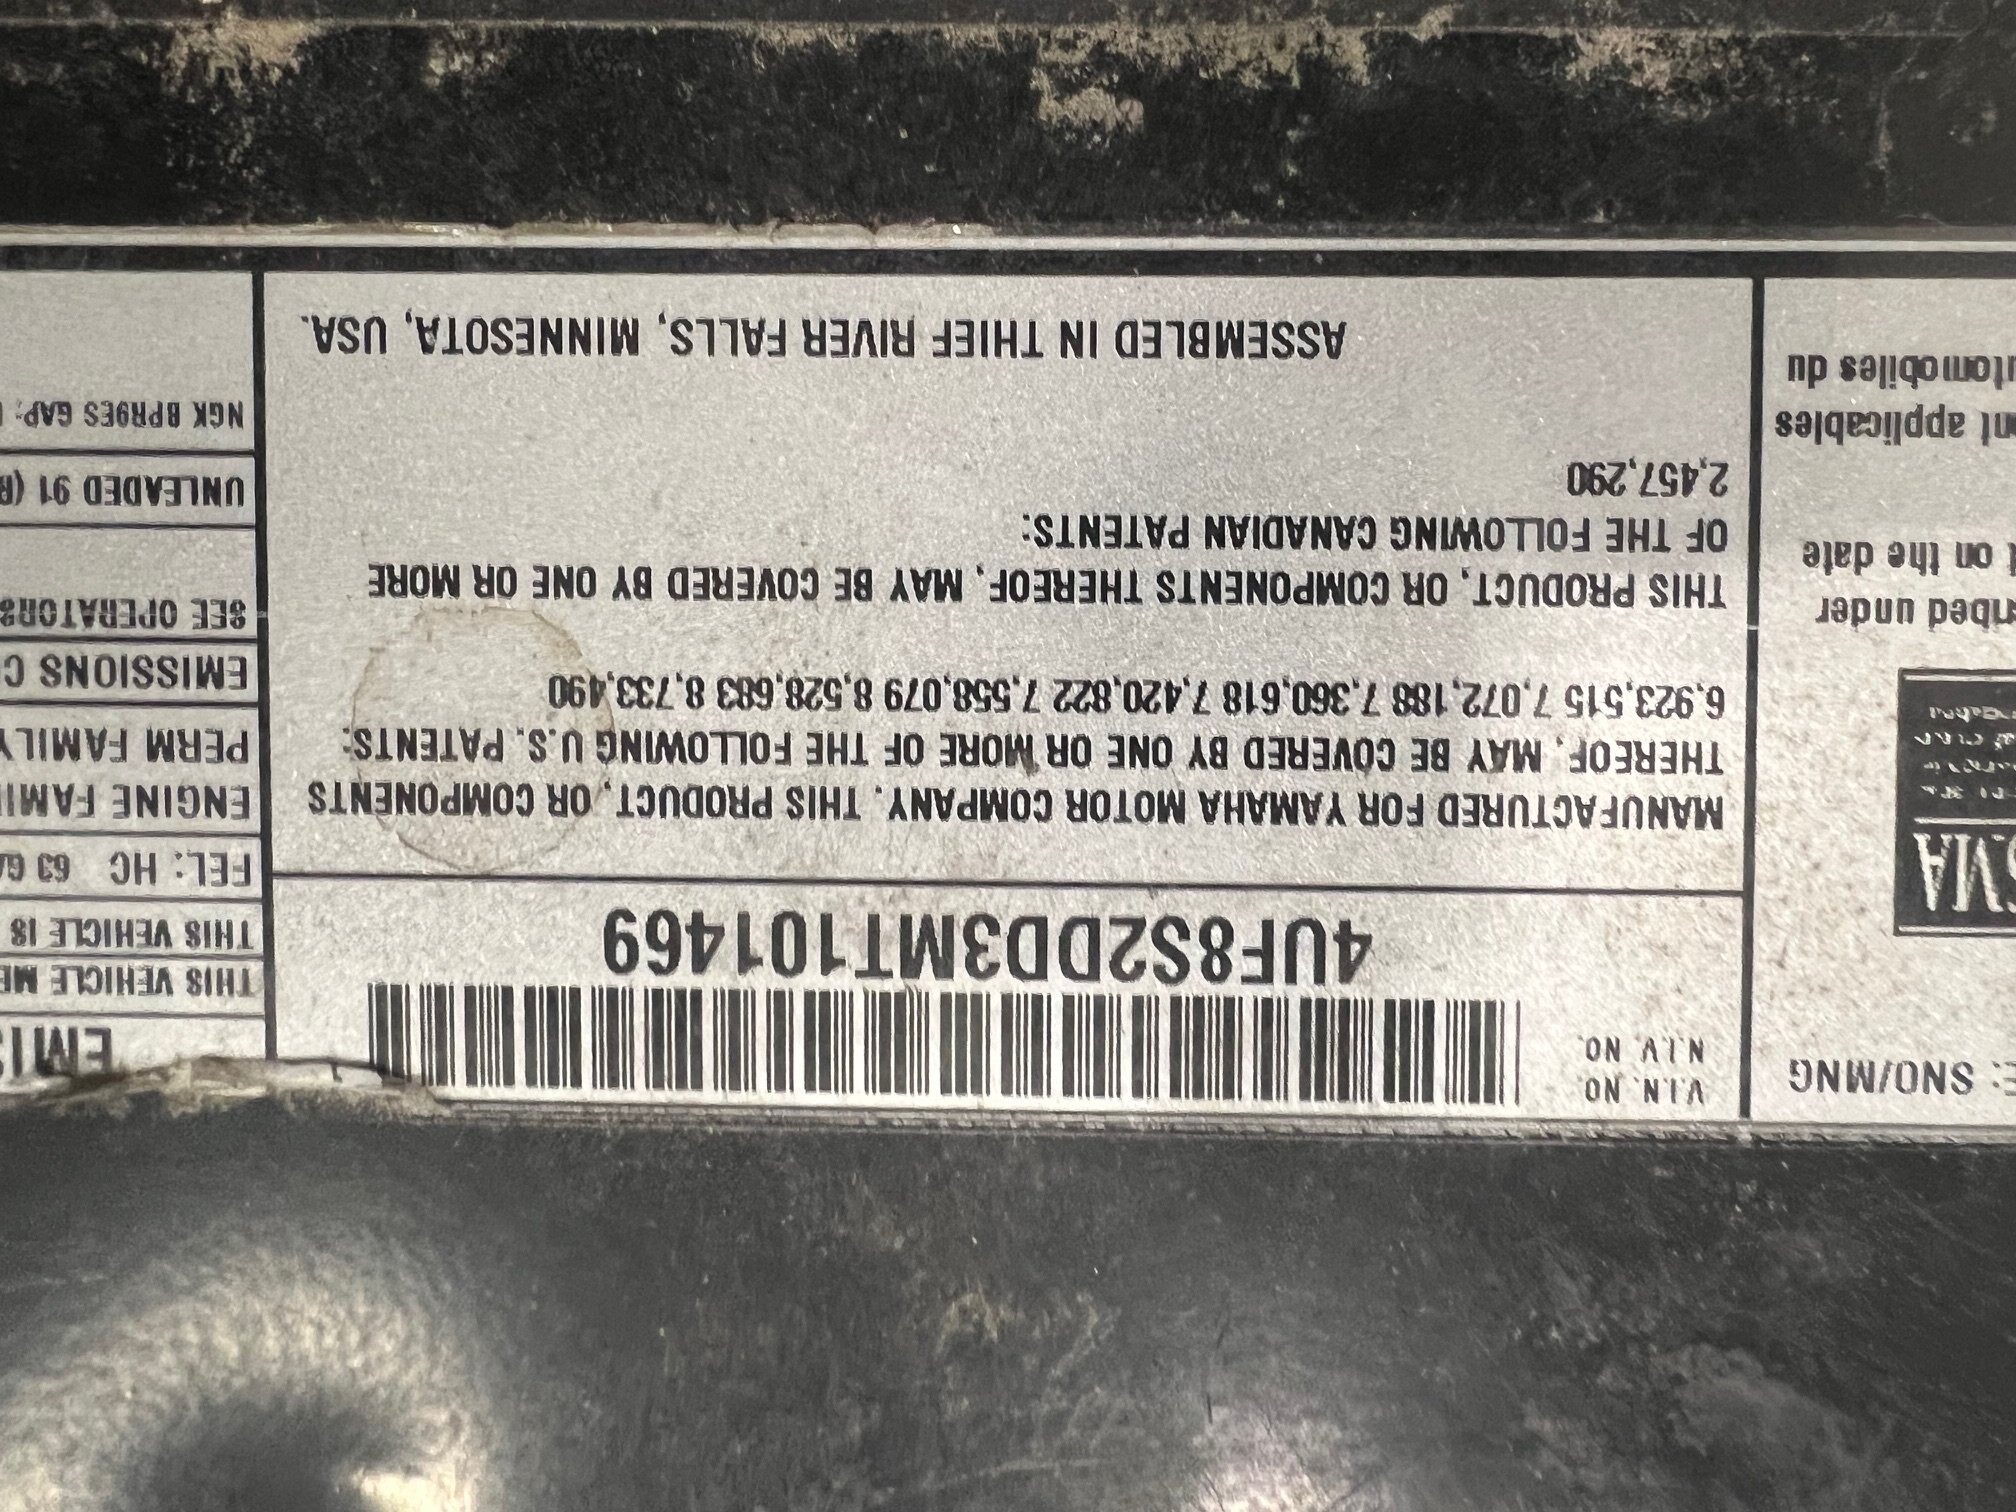 : SNO/MNG
under
on the date
applicables
du
V.I.N. NO.
N.I.V. NO.
4UF8S2DD3MT101469
MANUFACTURED FOR YAMAHA MOTOR COMPANY. THIS PRODUCT, OR COMPONENTS
THEREOF, MAY BE COVERED BY ONE OR MORE OF THE FOLLOWING U.S. PATENTS:
6,923,515 7,072,188 7,360,618 7,420,822 7,558,079 8,528,683 8,733,490
THIS PRODUCT, OR COMPONENTS THEREOF, MAY BE COVERED BY ONE OR MORE
OF THE FOLLOWING CANADIAN PATENTS:
2,457,290
ASSEMBLED IN THIEF RIVER FALLS, MINNESOTA, USA.
THIS VEHICLE
THIS VEHICLE IS
FEL: HC 63
ENGINE
PERM FAMILY
EMISSIONS
SEE OPERATORS
UNLEADED 91
NGK BPR9ES GAP: